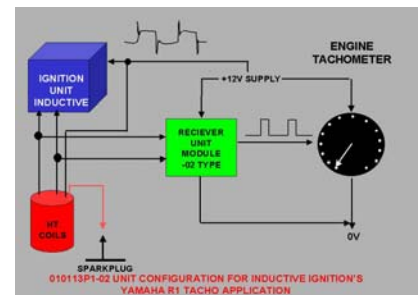 ENGINE
TACHOMETER
IGNITION
UNIT
INDUCTIVE
+12V SUPPLY
RECIEVER
UNIT
MODULE
-02 TYPE
HT
COILS
0V
SPARKPLUG
010113P1-02 UNIT CONFIGURATION FOR INDUCTIVE IGNITION'S
YAMAHA R1 TACHO APPLICATION